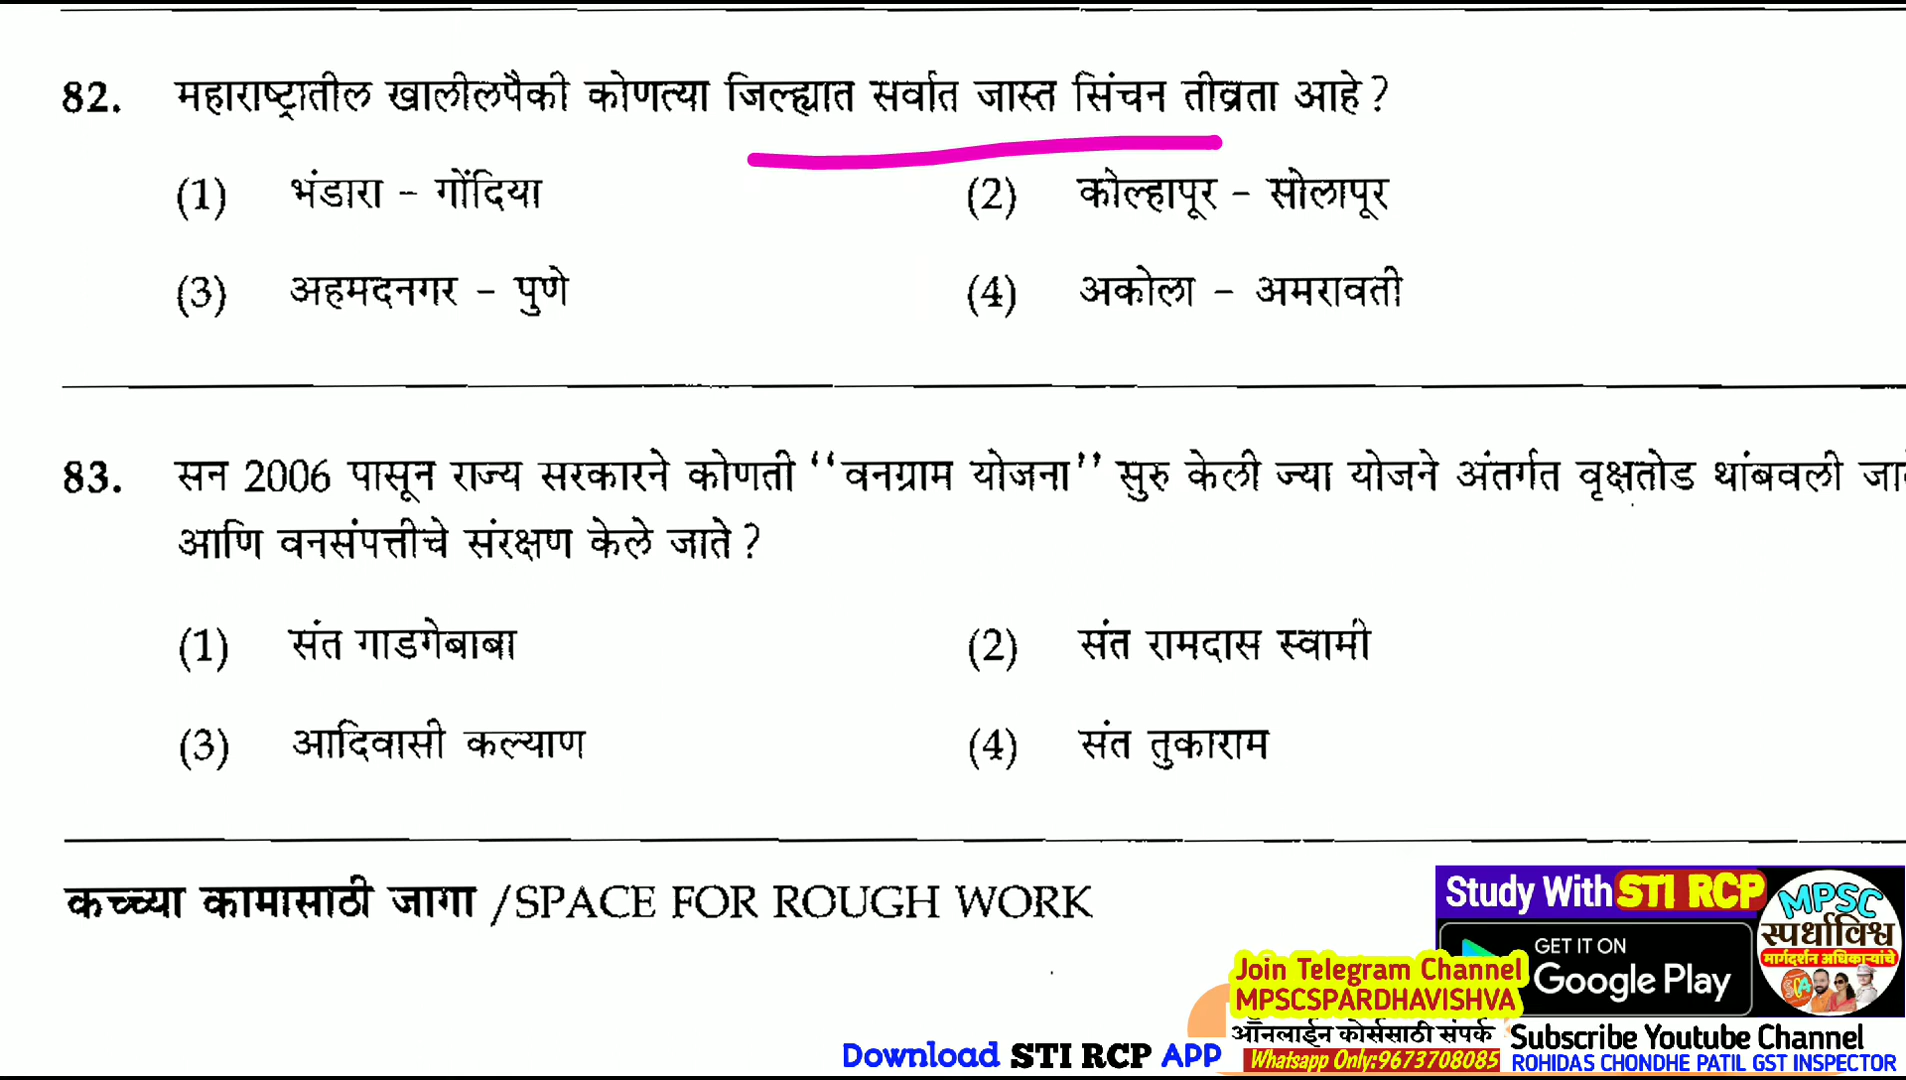 82. महाराष्ट्रातील खालीलपैकी कोणत्या जिल्ह्यात सर्वात जास्त सिंचन तीव्रता आहे ?
(1) भंडारा - गोंदिया (2) कोल्हापूर - सोलापूर
(3) अहमदनगर - पुणे (4) अकोला - अमरावती
83. सन 2006 पासून राज्य सरकारने कोणती ‘‘वनग्राम योजना’’ सुरु केली ज्या योजने अंतर्गत वृक्षतोड थांबवली
आणि वनसंपत्तीचे संरक्षण केले जाते ?
(1) संत गाडगेबाबा (2) संत रामदास स्वामी
(3) आदिवासी कल्याण (4) संत तुकाराम
कच्च्या कामासाठी जागा /SPACE FOR ROUGH WORK
Study With STI RCP
GET IT ON
Google Play
MPSC
स्पर्धाविश्व
मार्गदर्शन अधिकाऱ्यांचे
Join Telegram Channel
MPSCSPARDHAVISHVA
ऑनलाईन कोर्ससाठी संपर्क
Whatsapp Only:9673708085
Subscribe Youtube Channel
ROHIDAS CHONDHE PATIL GST INSPECTOR
Download STI RCP APP